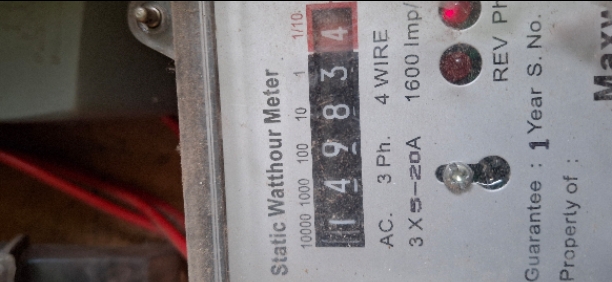 Static Watthour Meter
10000 1000 100 10 1 1/10
1 4 9 8 3 4
AC. 3 Ph. 4 WIRE
3 X 5-20A 1600 Imp/
REV
Guarantee : 1 Year S. No.
Property of :